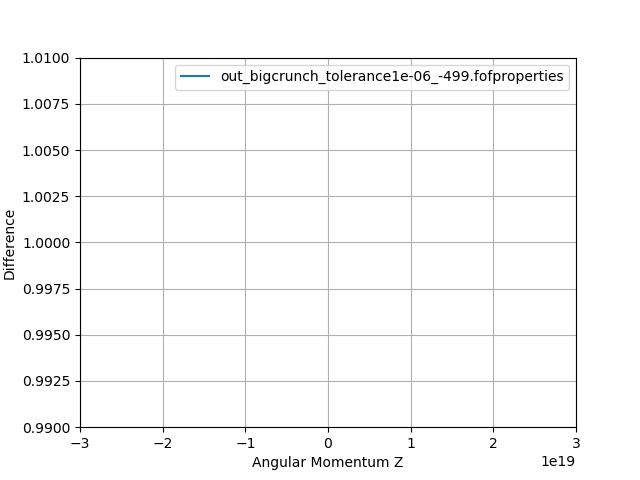 1.0100
out_bigcrunch_tolerance1e-06_-499.fofproperties
1.0075
1.0050
1.0025
1.0000
0.9975
0.9950
0.9925
0.9900
Difference
−3 −2 −1 0 1 2 3
1e19
Angular Momentum Z